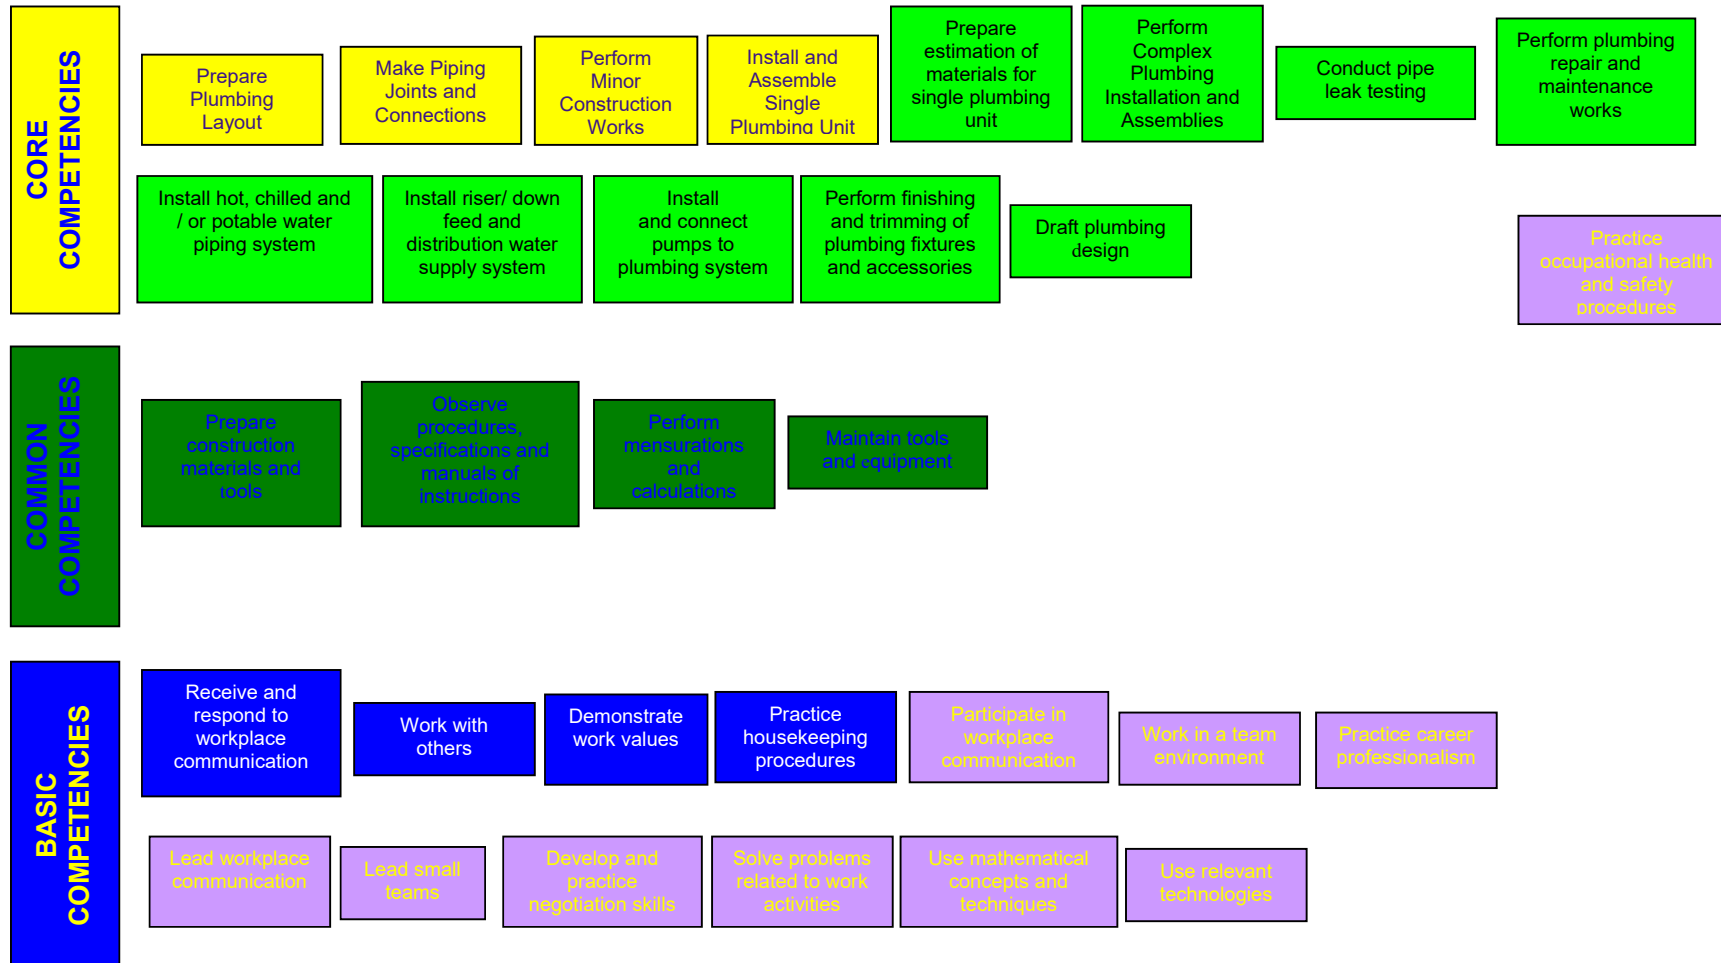 CORE
COMPETENCIES
Prepare
Plumbing
Layout
Make Piping
Joints and
Connections
Perform
Minor
Construction
Works
Install and
Assemble
Single
Plumbing Unit
Prepare
estimation of
materials for
single plumbing
unit
Perform
Complex
Plumbing
Installation and
Assemblies
Conduct pipe
leak testing
Perform plumbing
repair and
maintenance
works
Install hot, chilled and
/ or potable water
piping system
Install riser/ down
feed and
distribution water
supply system
Install
and connect
pumps to
plumbing system
Perform finishing
and trimming of
plumbing fixtures
and accessories
Draft plumbing
design
Practice
occupational health
and safety
procedures
COMMON
COMPETENCIES
Prepare
construction
materials and
tools
Observe
procedures,
specifications and
manuals of
instructions
Perform
mensurations
and
calculations
Maintain tools
and equipment
BASIC
COMPETENCIES
Receive and
respond to
workplace
communication
Work with
others
Demonstrate
work values
Practice
housekeeping
procedures
Participate in
workplace
communication
Work in a team
environment
Practice career
professionalism
Lead workplace
communication
Lead small
teams
Develop and
practice
negotiation skills
Solve problems
related to work
activities
Use mathematical
concepts and
techniques
Use relevant
technologies